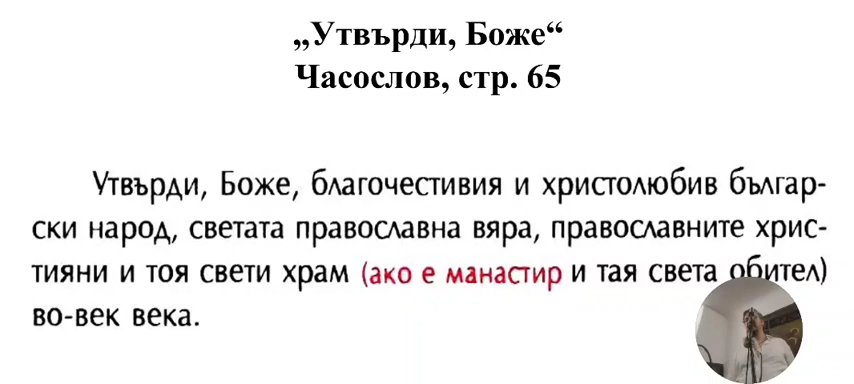 „Утвърди, Боже“
Часослов, стр. 65
Утвърди, Боже, благочестивия и христолюбив българ-
ски народ, светата православна вяра, православните хрис-
тияни и тоя свети храм (ако е манастир и тая света обител)
во-век века.